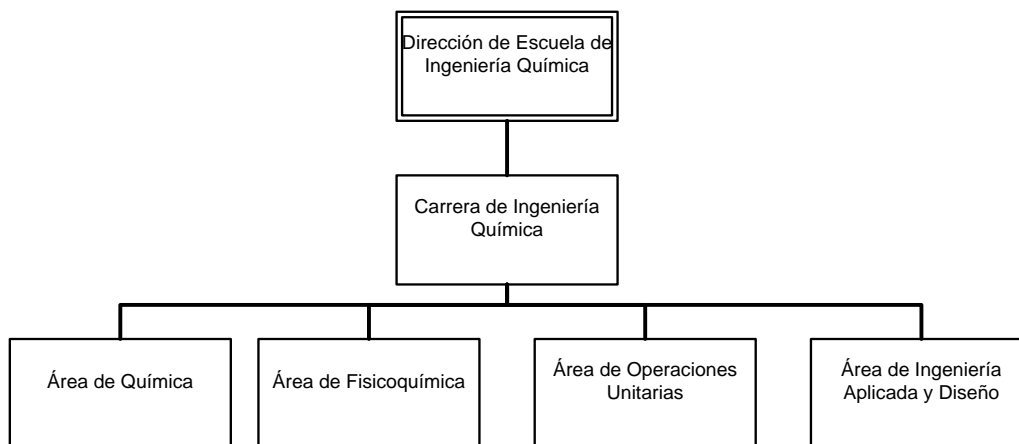 Dirección de Escuela de
Ingeniería Química
Carrera de Ingeniería
Química
Área de Química
Área de Fisicoquímica
Área de Operaciones
Unitarias
Área de Ingeniería
Aplicada y Diseño